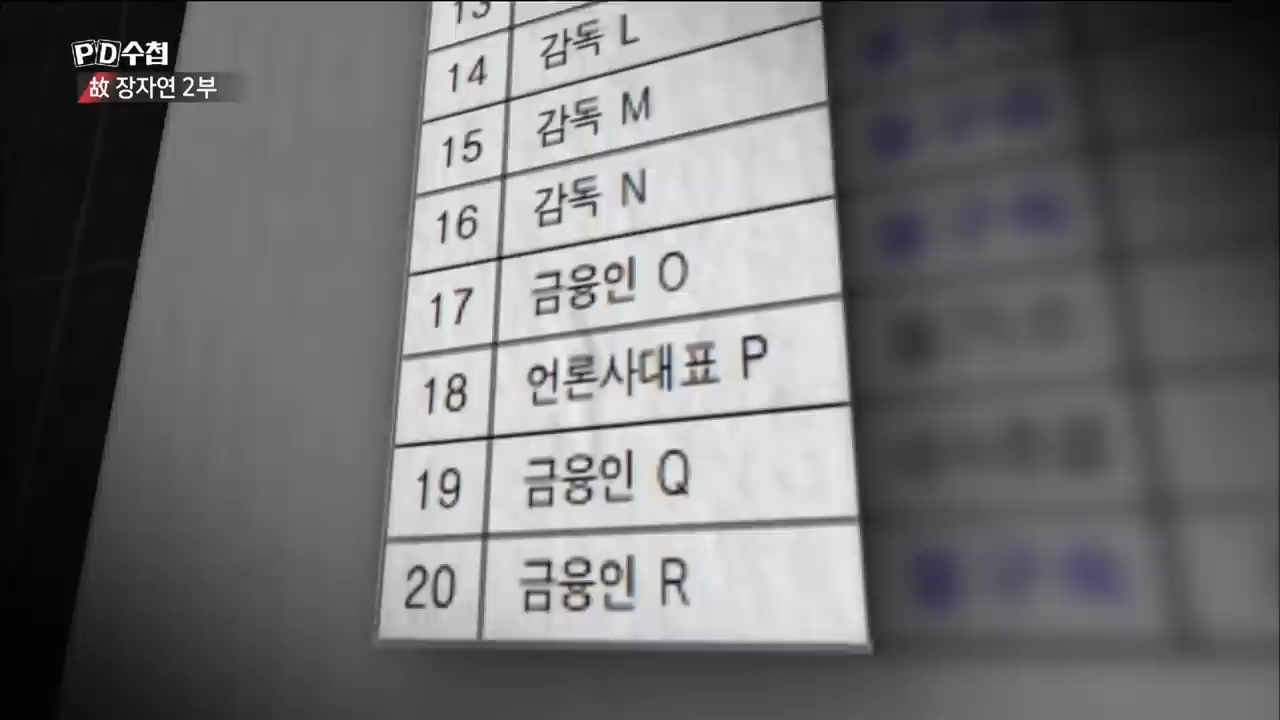 PD수첩
故 장자연 2부
13
14 감독 L
15 감독 M
16 감독 N
17 금융인 O
18 언론사대표 P
19 금융인 Q
20 금융인 R